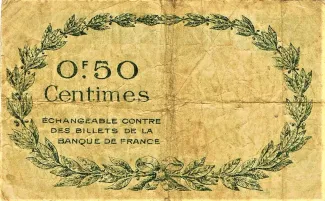 0F.50
Centimes
ÉCHANGEABLE CONTRE
DES BILLETS DE LA
BANQUE DE FRANCE